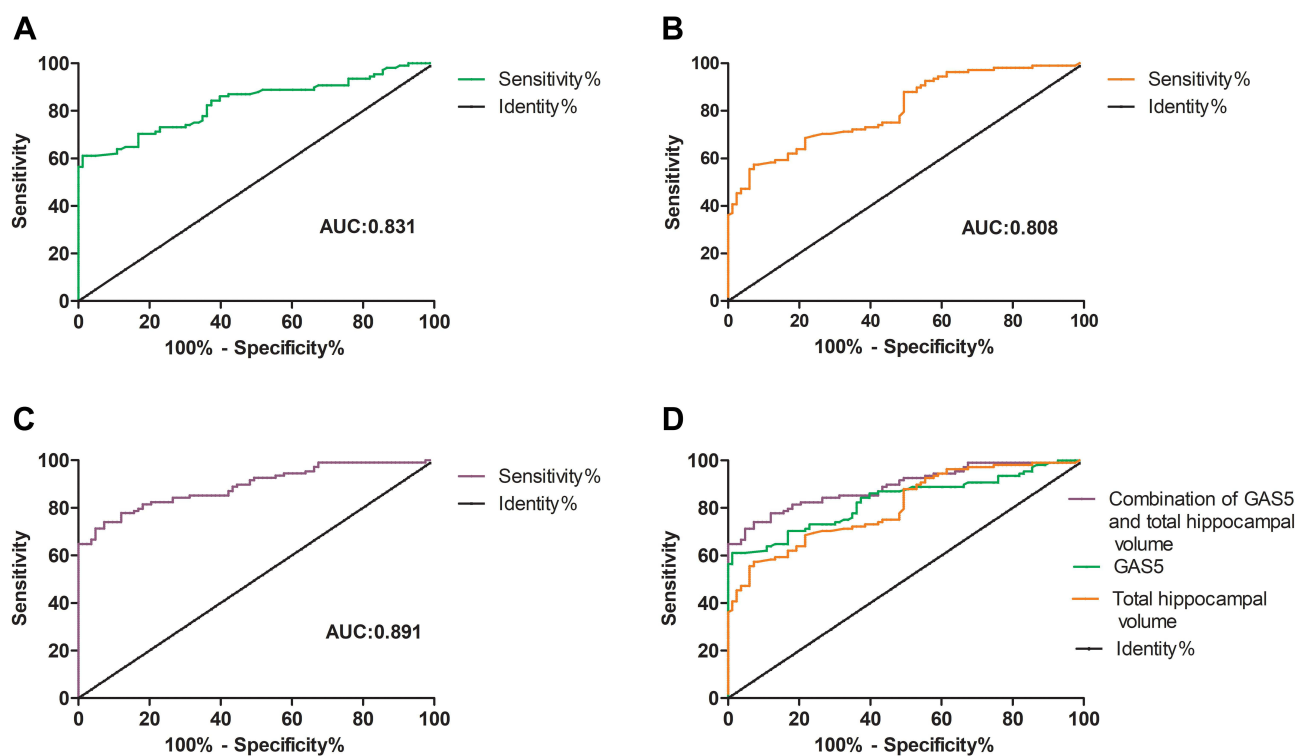 A
Sensitivity
100
80
60
40
20
0
0 20 40 60 80 100
100% - Specificity%
AUC:0.831
Sensitivity%
Identity%
B
Sensitivity
100
80
60
40
20
0
0 20 40 60 80 100
100% - Specificity%
AUC:0.808
Sensitivity%
Identity%
C
Sensitivity
100
80
60
40
20
0
0 20 40 60 80 100
100% - Specificity%
AUC:0.891
Sensitivity%
Identity%
D
Sensitivity
100
80
60
40
20
0
0 20 40 60 80 100
100% - Specificity%
Combination of GAS5
and total hippocampal
volume
GAS5
Total hippocampal
volume
Identity%